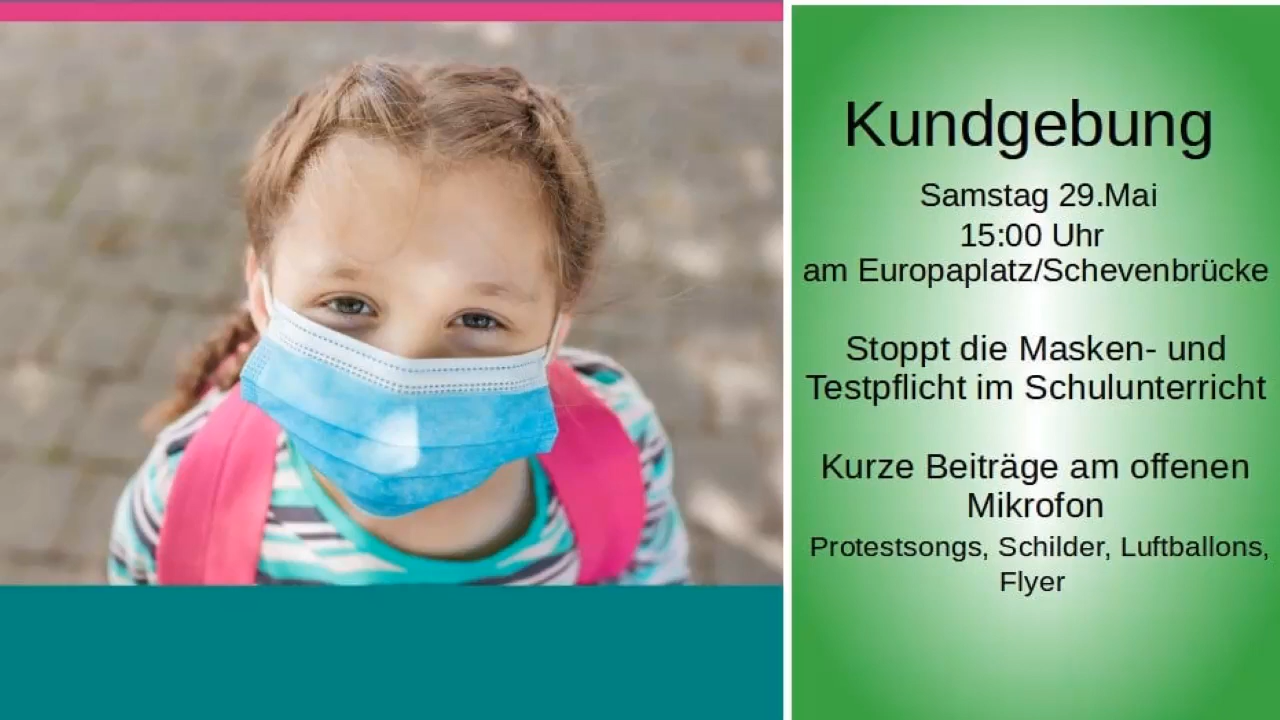 Kundgebung
Samstag 29.Mai
15:00 Uhr
am Europaplatz/Schevenbrücke
Stoppt die Masken- und
Testpflicht im Schulunterricht
Kurze Beiträge am offenen
Mikrofon
Protestsongs, Schilder, Luftballons,
Flyer